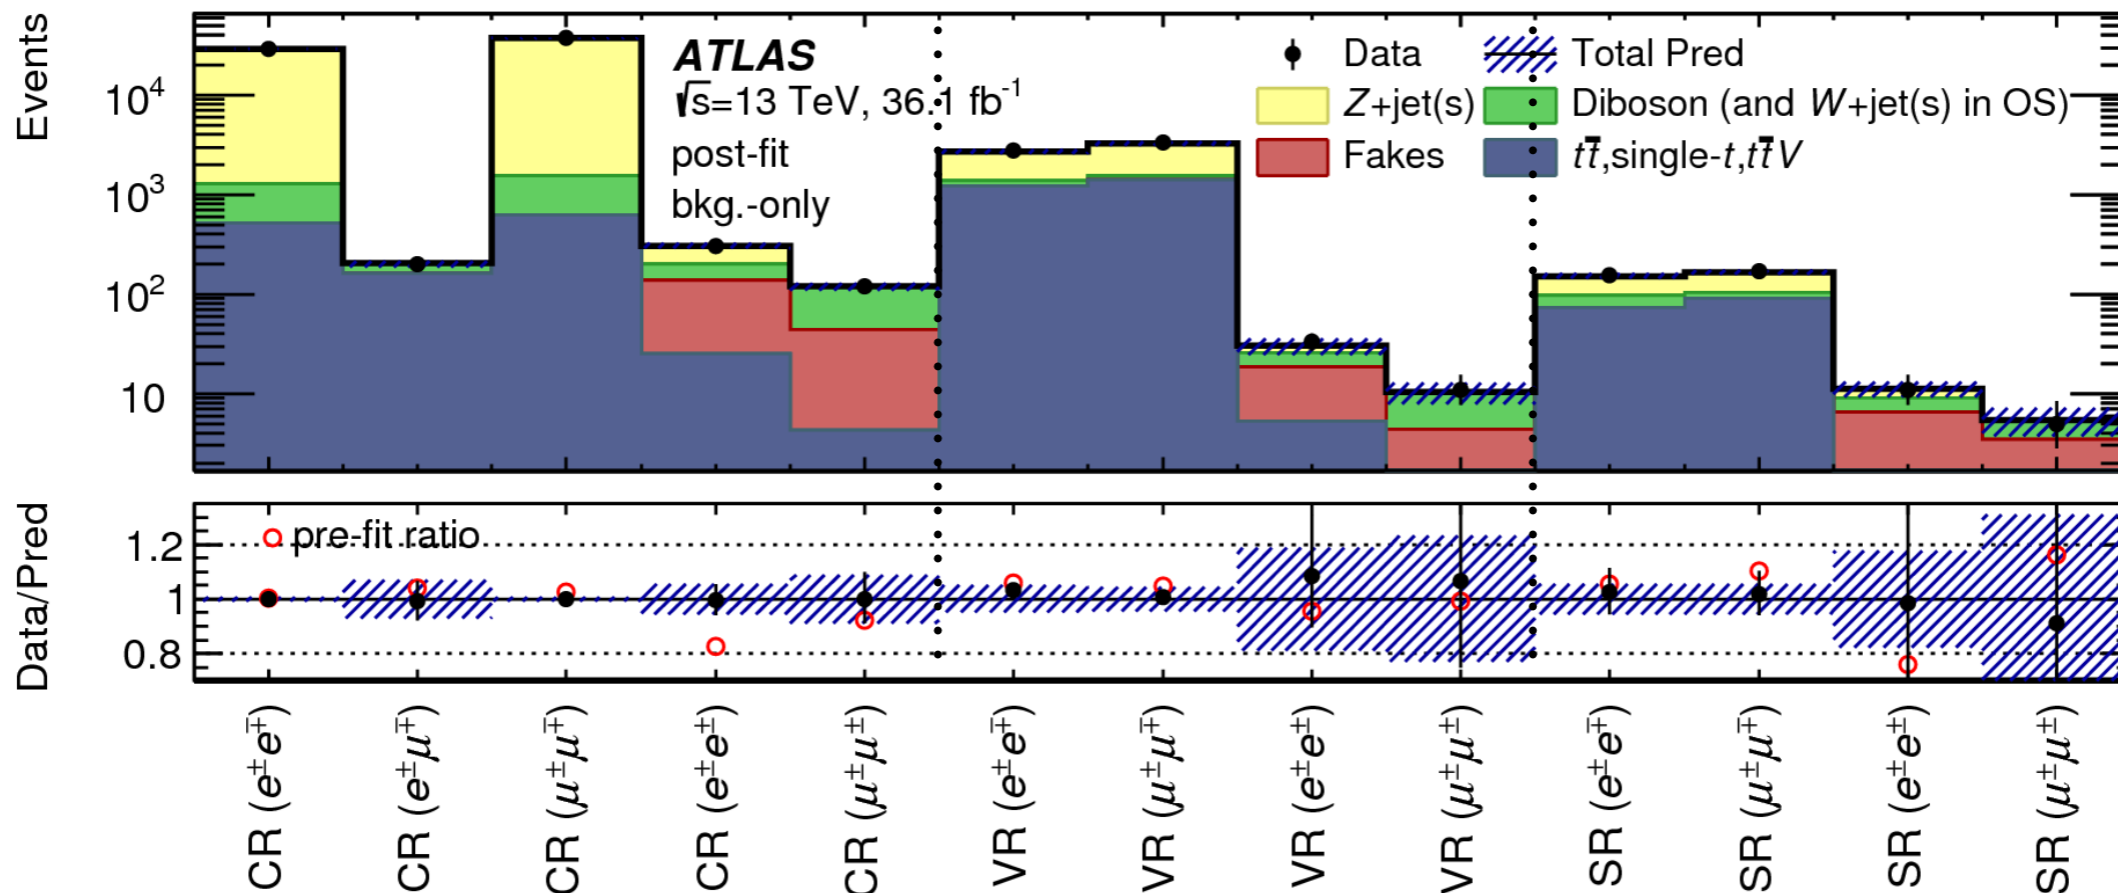 Events
10⁴
10³
10²
10
ATLAS
√s=13 TeV, 36.1 fb⁻¹
post-fit
bkg.-only
Data
Total Pred
Z+jet(s)
Diboson (and W+jet(s) in OS)
Fakes
tt̄,single-t,tt̄V
Data/Pred
1.2
1
0.8
pre-fit ratio
CR (e±e∓)
CR (e±μ∓)
CR (μ±μ∓)
CR (e±e±)
CR (μ±μ±)
VR (e±e∓)
VR (μ±μ∓)
VR (e±e±)
VR (μ±μ±)
SR (e±e∓)
SR (μ±μ∓)
SR (e±e±)
SR (μ±μ±)